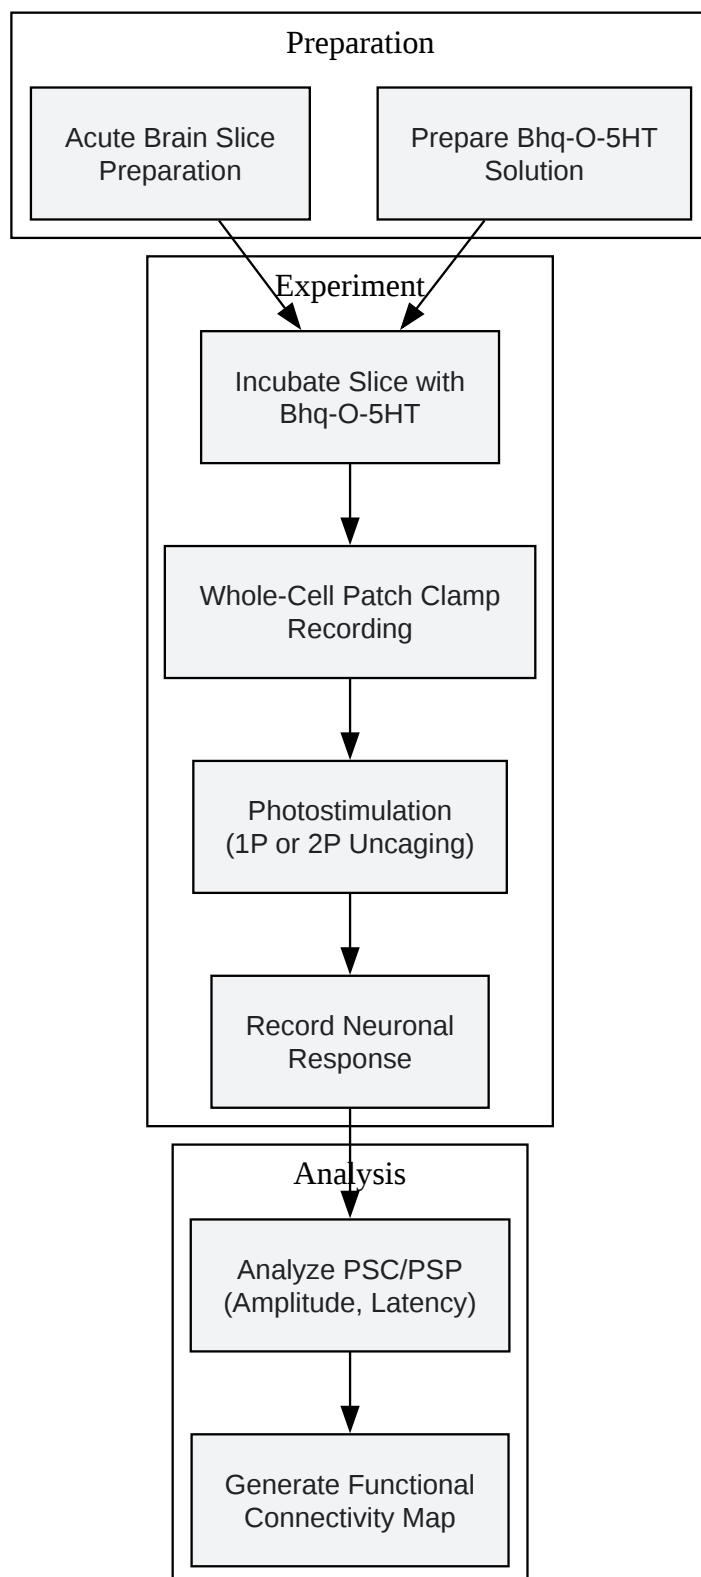 Preparation
Acute Brain Slice
Preparation
Prepare Bhq-O-5HT
Solution
Experiment
Incubate Slice with
Bhq-O-5HT
Whole-Cell Patch Clamp
Recording
Photostimulation
(1P or 2P Uncaging)
Record Neuronal
Response
Analysis
Analyze PSC/PSP
(Amplitude, Latency)
Generate Functional
Connectivity Map